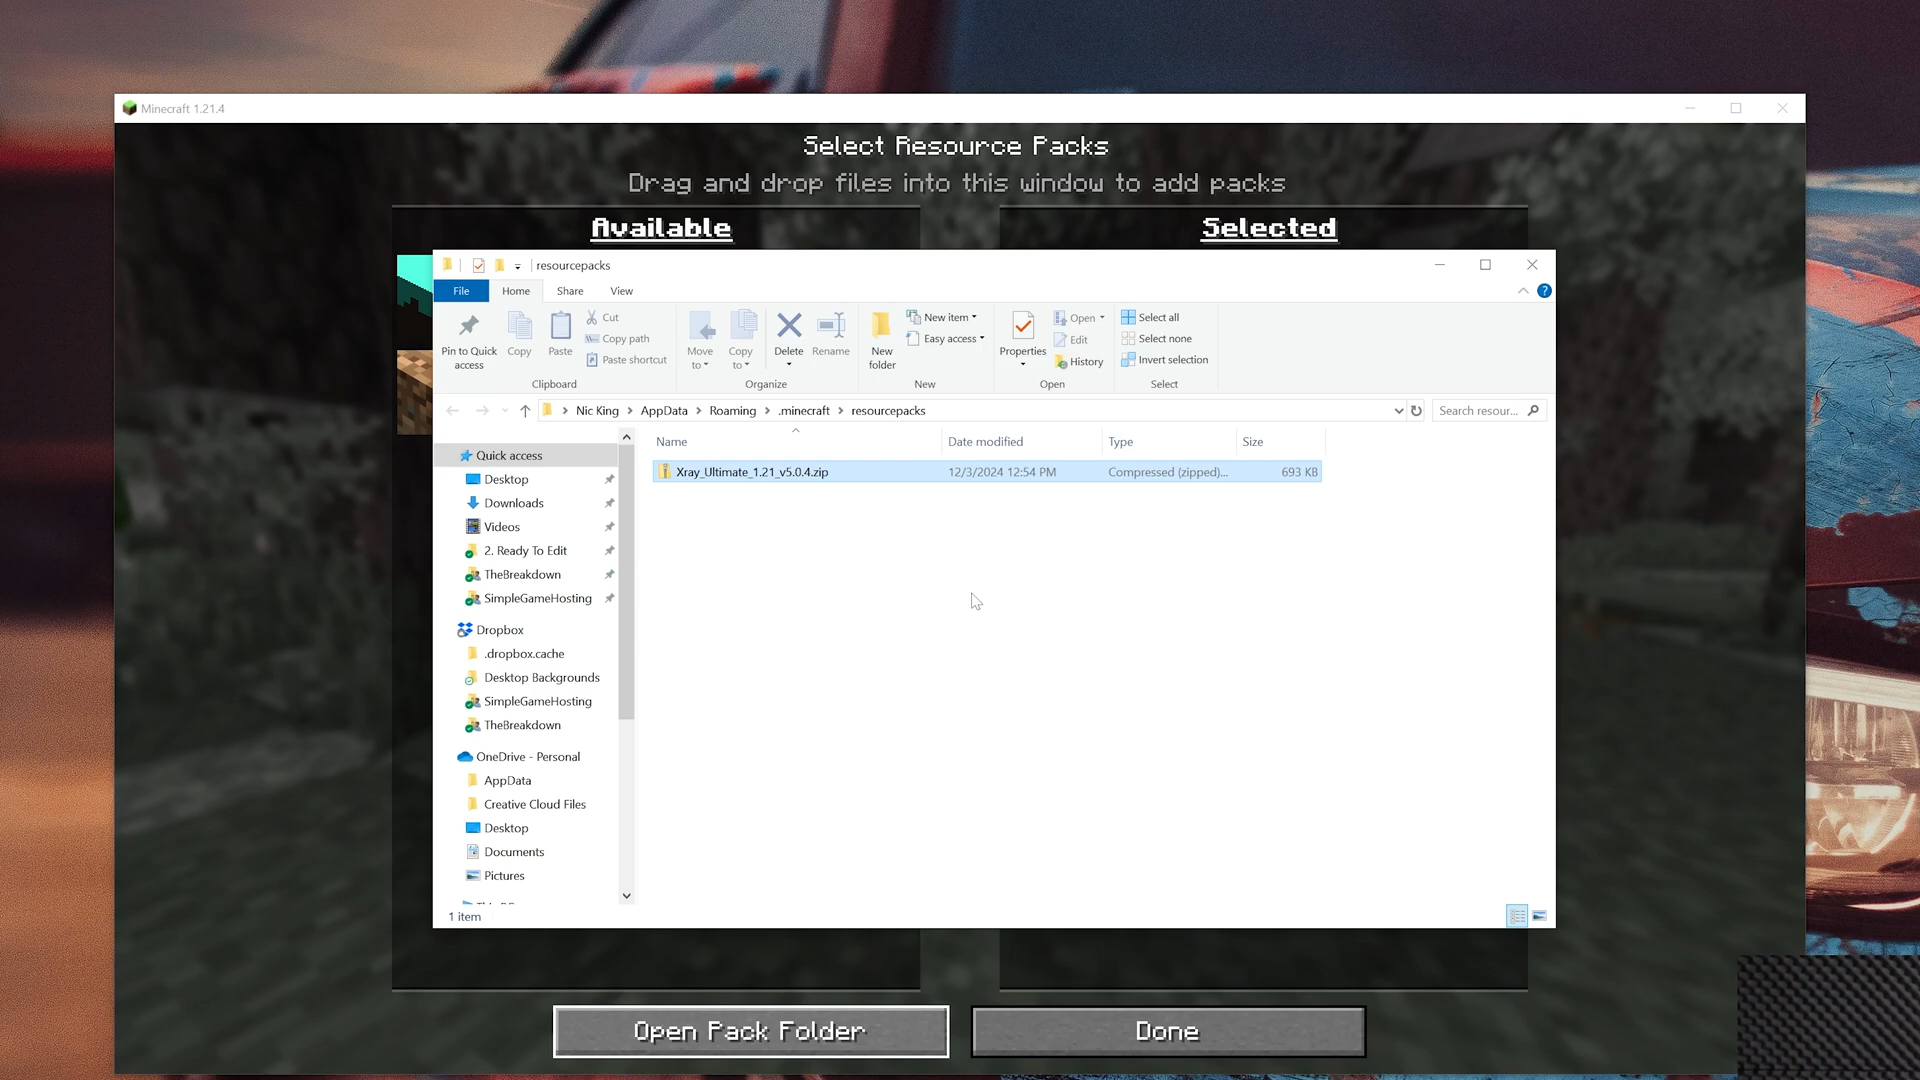 Minecraft 1.21.4
Select Resource Packs
Drag and drop files into this window to add packs
Available
Selected
resourcepacks
File
Home
Share
View
Pin to Quick access
Copy
Paste
Cut
Copy path
Paste shortcut
Clipboard
Move to
Copy to
Delete
Rename
Organize
New folder
New item
Easy access
New
Properties
Open
Edit
History
Open
Select all
Select none
Invert selection
Select
Nic King
AppData
Roaming
.minecraft
resourcepacks
Search resour...
Name
Date modified
Type
Size
Xray_Ultimate_1.21_v5.0.4.zip
12/3/2024 12:54 PM
Compressed (zipped)...
693 KB
Quick access
Desktop
Downloads
Videos
2. Ready To Edit
TheBreakdown
SimpleGameHosting
Dropbox
.dropbox.cache
Desktop Backgrounds
SimpleGameHosting
TheBreakdown
OneDrive - Personal
AppData
Creative Cloud Files
Desktop
Documents
Pictures
1 item
Open Pack Folder
Done